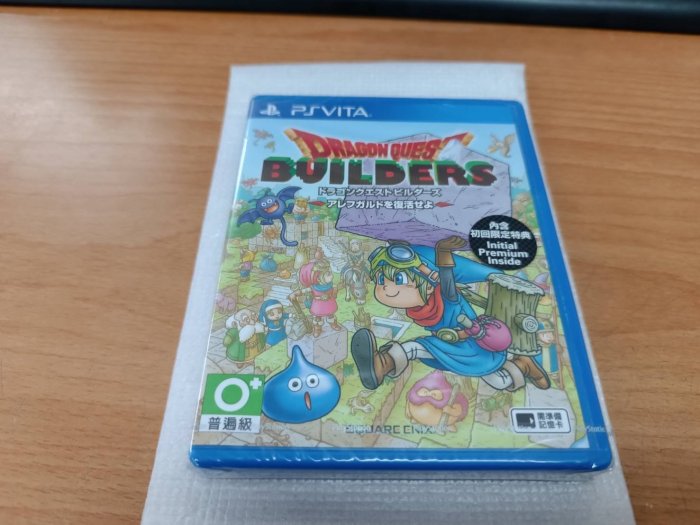 PSVITA
DRAGON QUEST
BUILDERS
ドラゴンクエストビルダーズ
アレフガルドを復活せよ
內含
初回限定特典
Initial
Premium
Inside
0+
普遍級
SQUARE ENIX
需準備
記憶卡